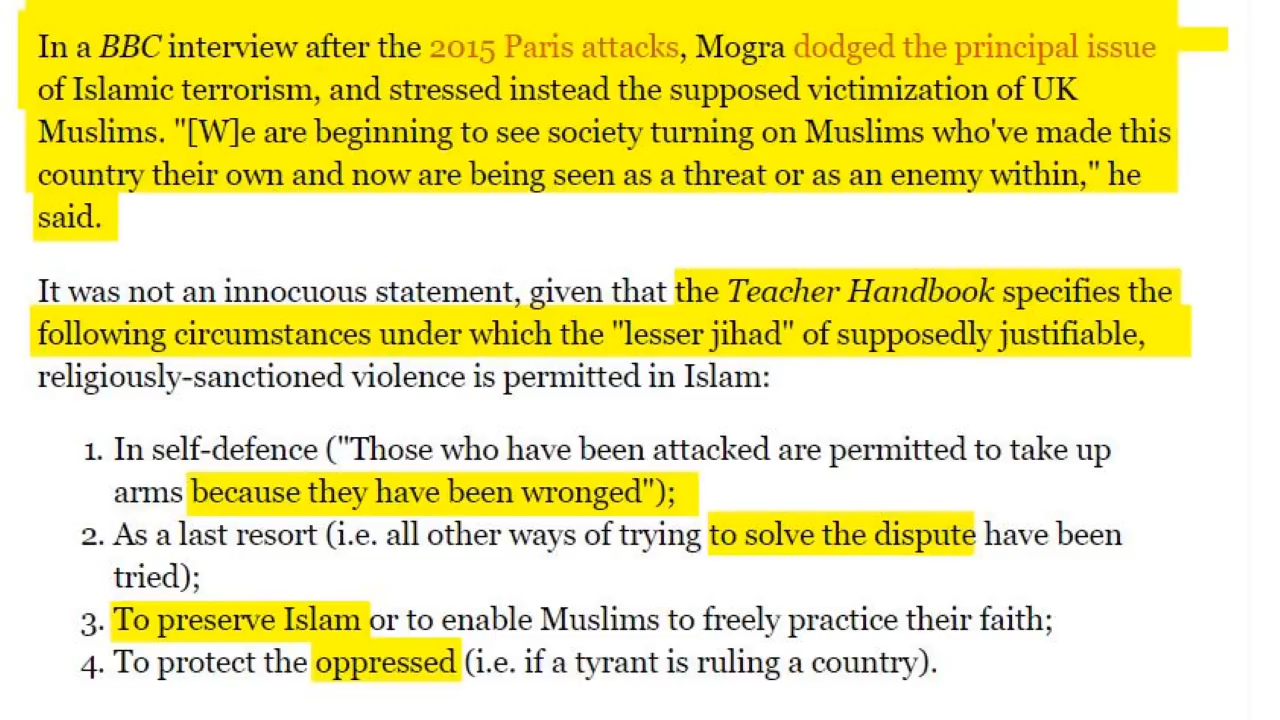 In a BBC interview after the 2015 Paris attacks, Mogra dodged the principal issue
of Islamic terrorism, and stressed instead the supposed victimization of UK
Muslims. "[W]e are beginning to see society turning on Muslims who've made this
country their own and now are being seen as a threat or as an enemy within," he
said.
It was not an innocuous statement, given that the Teacher Handbook specifies the
following circumstances under which the "lesser jihad" of supposedly justifiable,
religiously-sanctioned violence is permitted in Islam:
1. In self-defence ("Those who have been attacked are permitted to take up
arms because they have been wronged");
2. As a last resort (i.e. all other ways of trying to solve the dispute have been
tried);
3. To preserve Islam or to enable Muslims to freely practice their faith;
4. To protect the oppressed (i.e. if a tyrant is ruling a country).